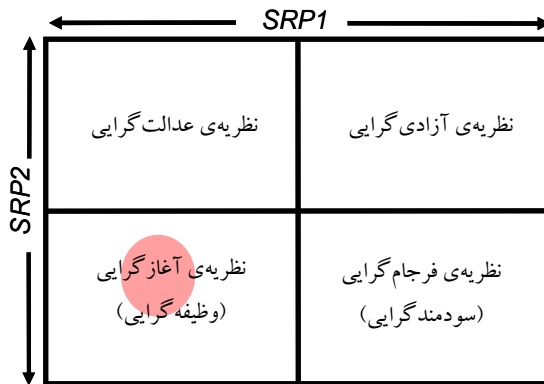 SRP1
SRP2
نظریه‌ی آزادی‌گرایی
نظریه‌ی عدالت‌گرایی
نظریه‌ی فرجام‌گرایی
(سودمندگرایی)
نظریه‌ی آغازگرایی
(وظیفه‌گرایی)